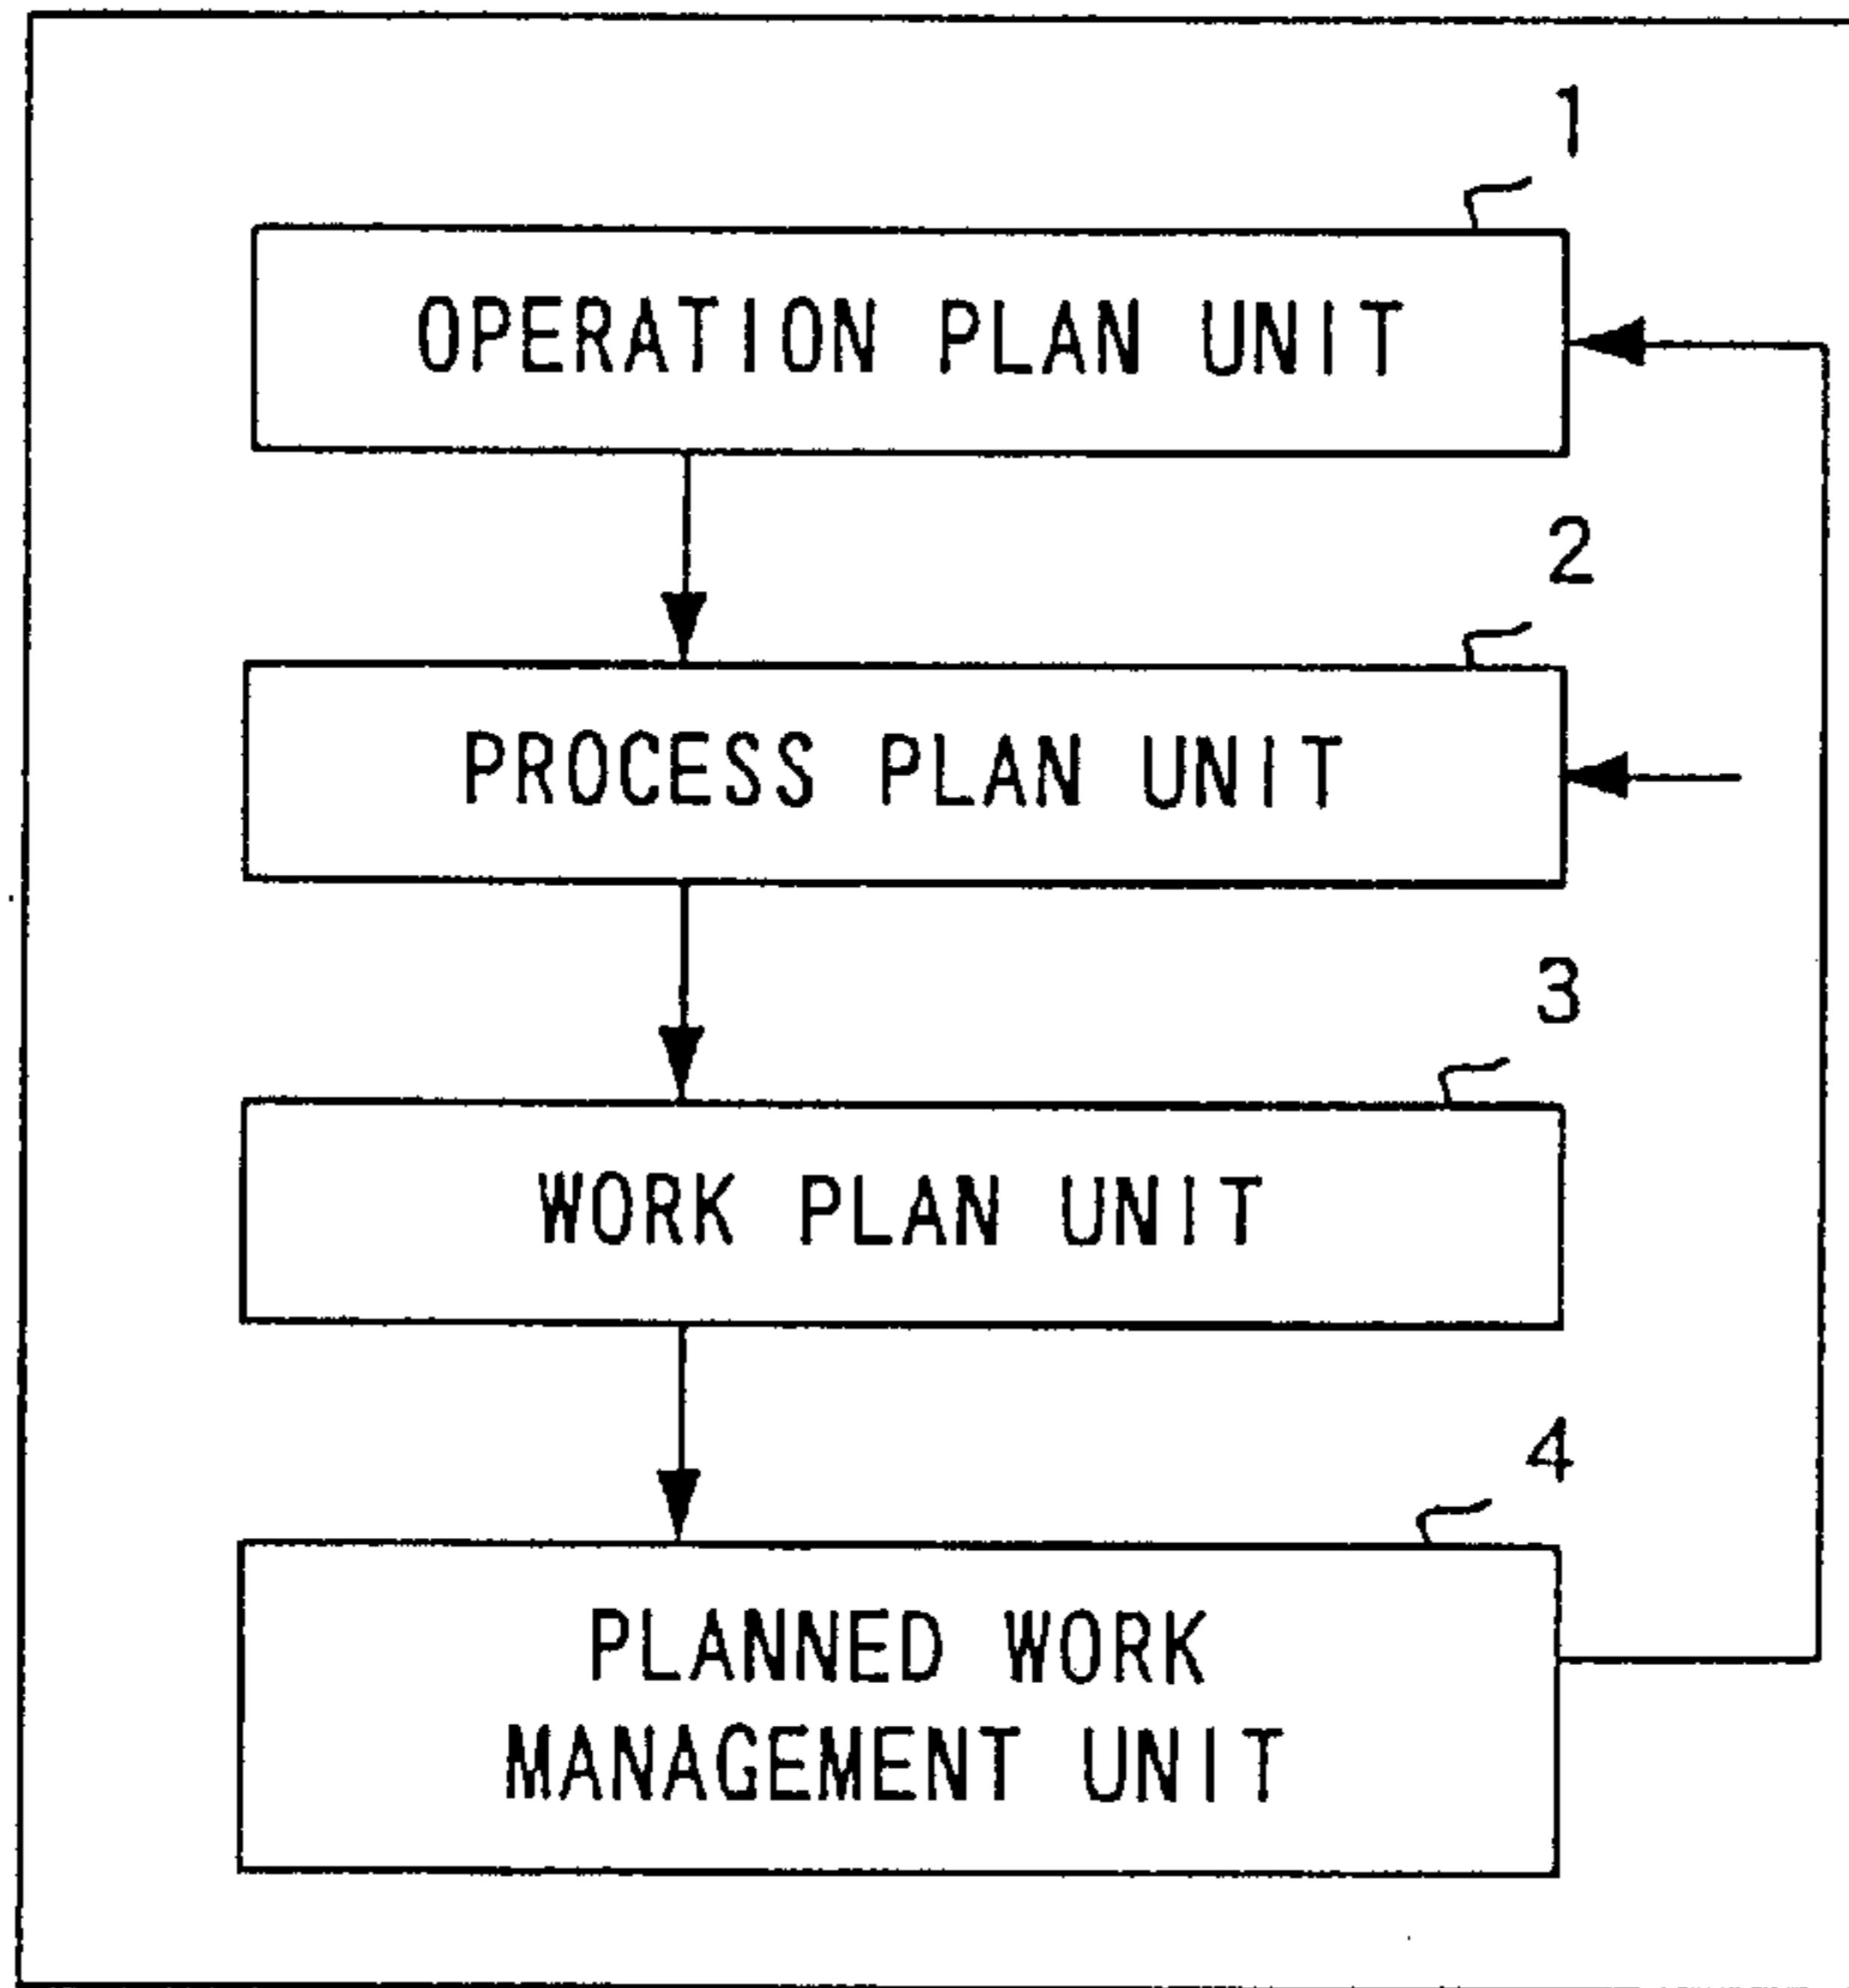 1
OPERATION PLAN UNIT
2
PROCESS PLAN UNIT
3
WORK PLAN UNIT
4
PLANNED WORK
MANAGEMENT UNIT